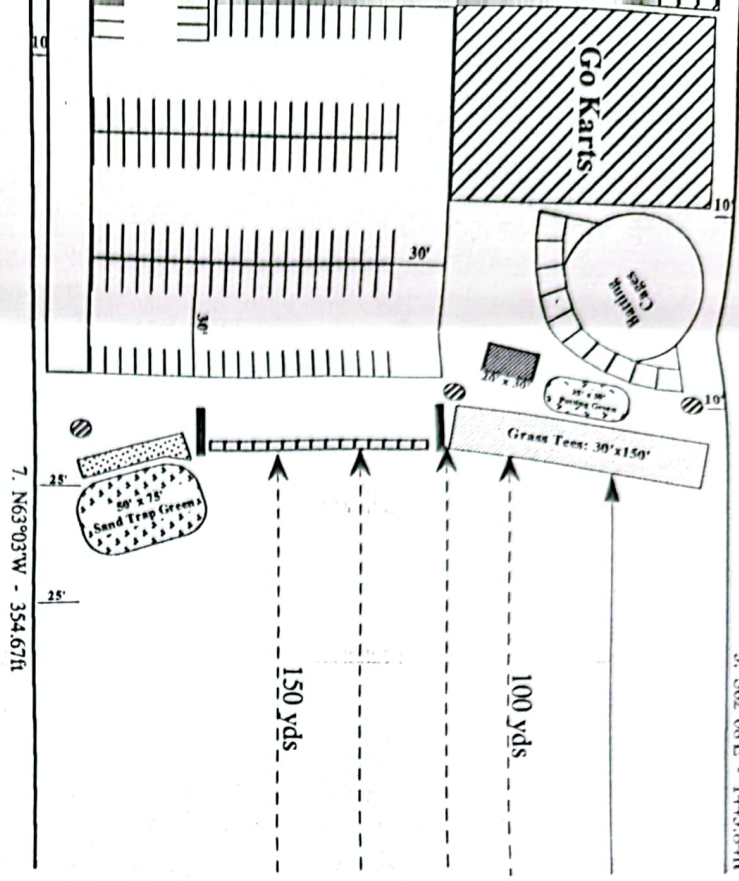 10
Go Karts
10'
Batting
Cages
30'
30'
20' x 30'
Putting Green
10'
Grass Tees: 30'x150'
25'
50' x 75'
Sand Trap Green
25'
150 yds
100 yds
7. N63°03'W - 354.67ft